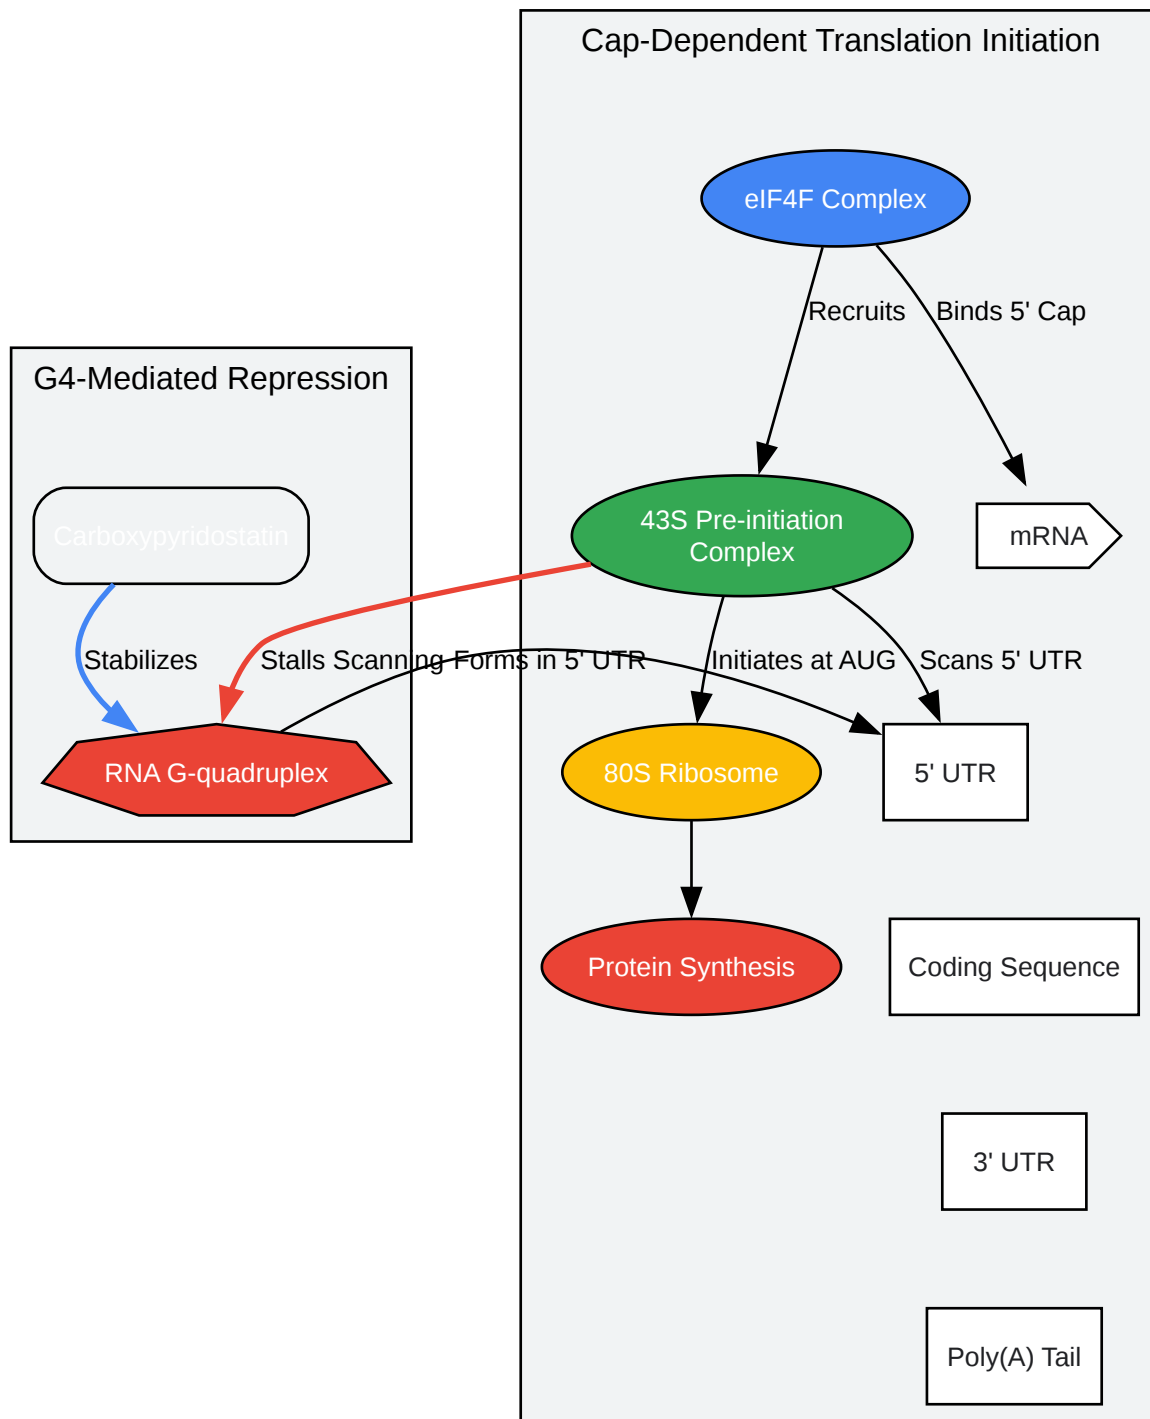 Cap-Dependent Translation Initiation
eIF4F Complex
Recruits
Binds 5' Cap
G4-Mediated Repression
Carboxypyridostatin
43S Pre-initiation
Complex
mRNA
Stabilizes
Stalls Scanning
Forms in 5' UTR
Initiates at AUG
Scans 5' UTR
RNA G-quadruplex
80S Ribosome
5' UTR
Protein Synthesis
Coding Sequence
3' UTR
Poly(A) Tail